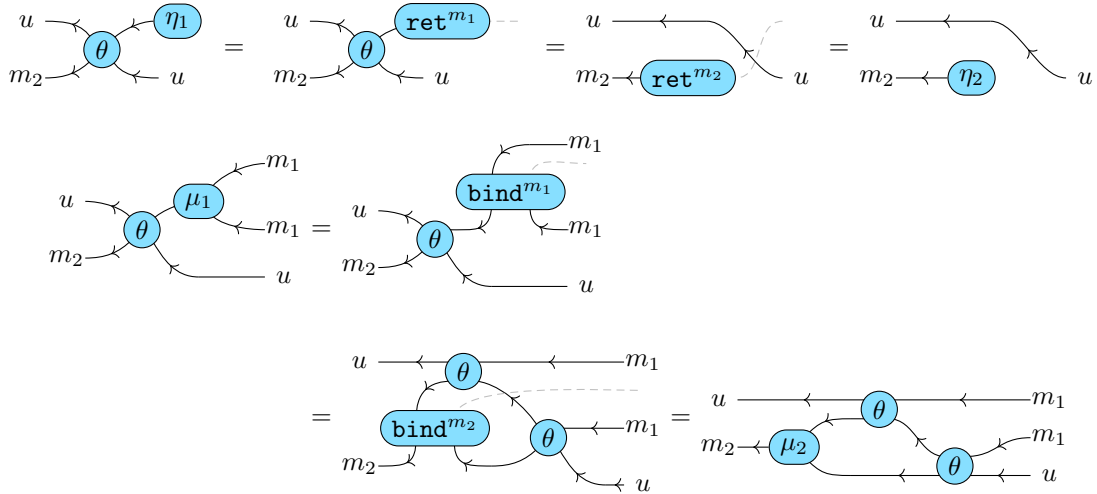 u θ η₁ m₂ u = u θ ret^{m₁} m₂ u = u ret^{m₂} m₂ u = u η₂ m₂ u
u θ μ₁ m₁ m₁ m₂ u = u θ bind^{m₁} m₁ m₁ m₂ u
= u θ m₁ bind^{m₂} θ m₁ m₂ u = u θ m₁ m₂ μ₂ θ m₁ u